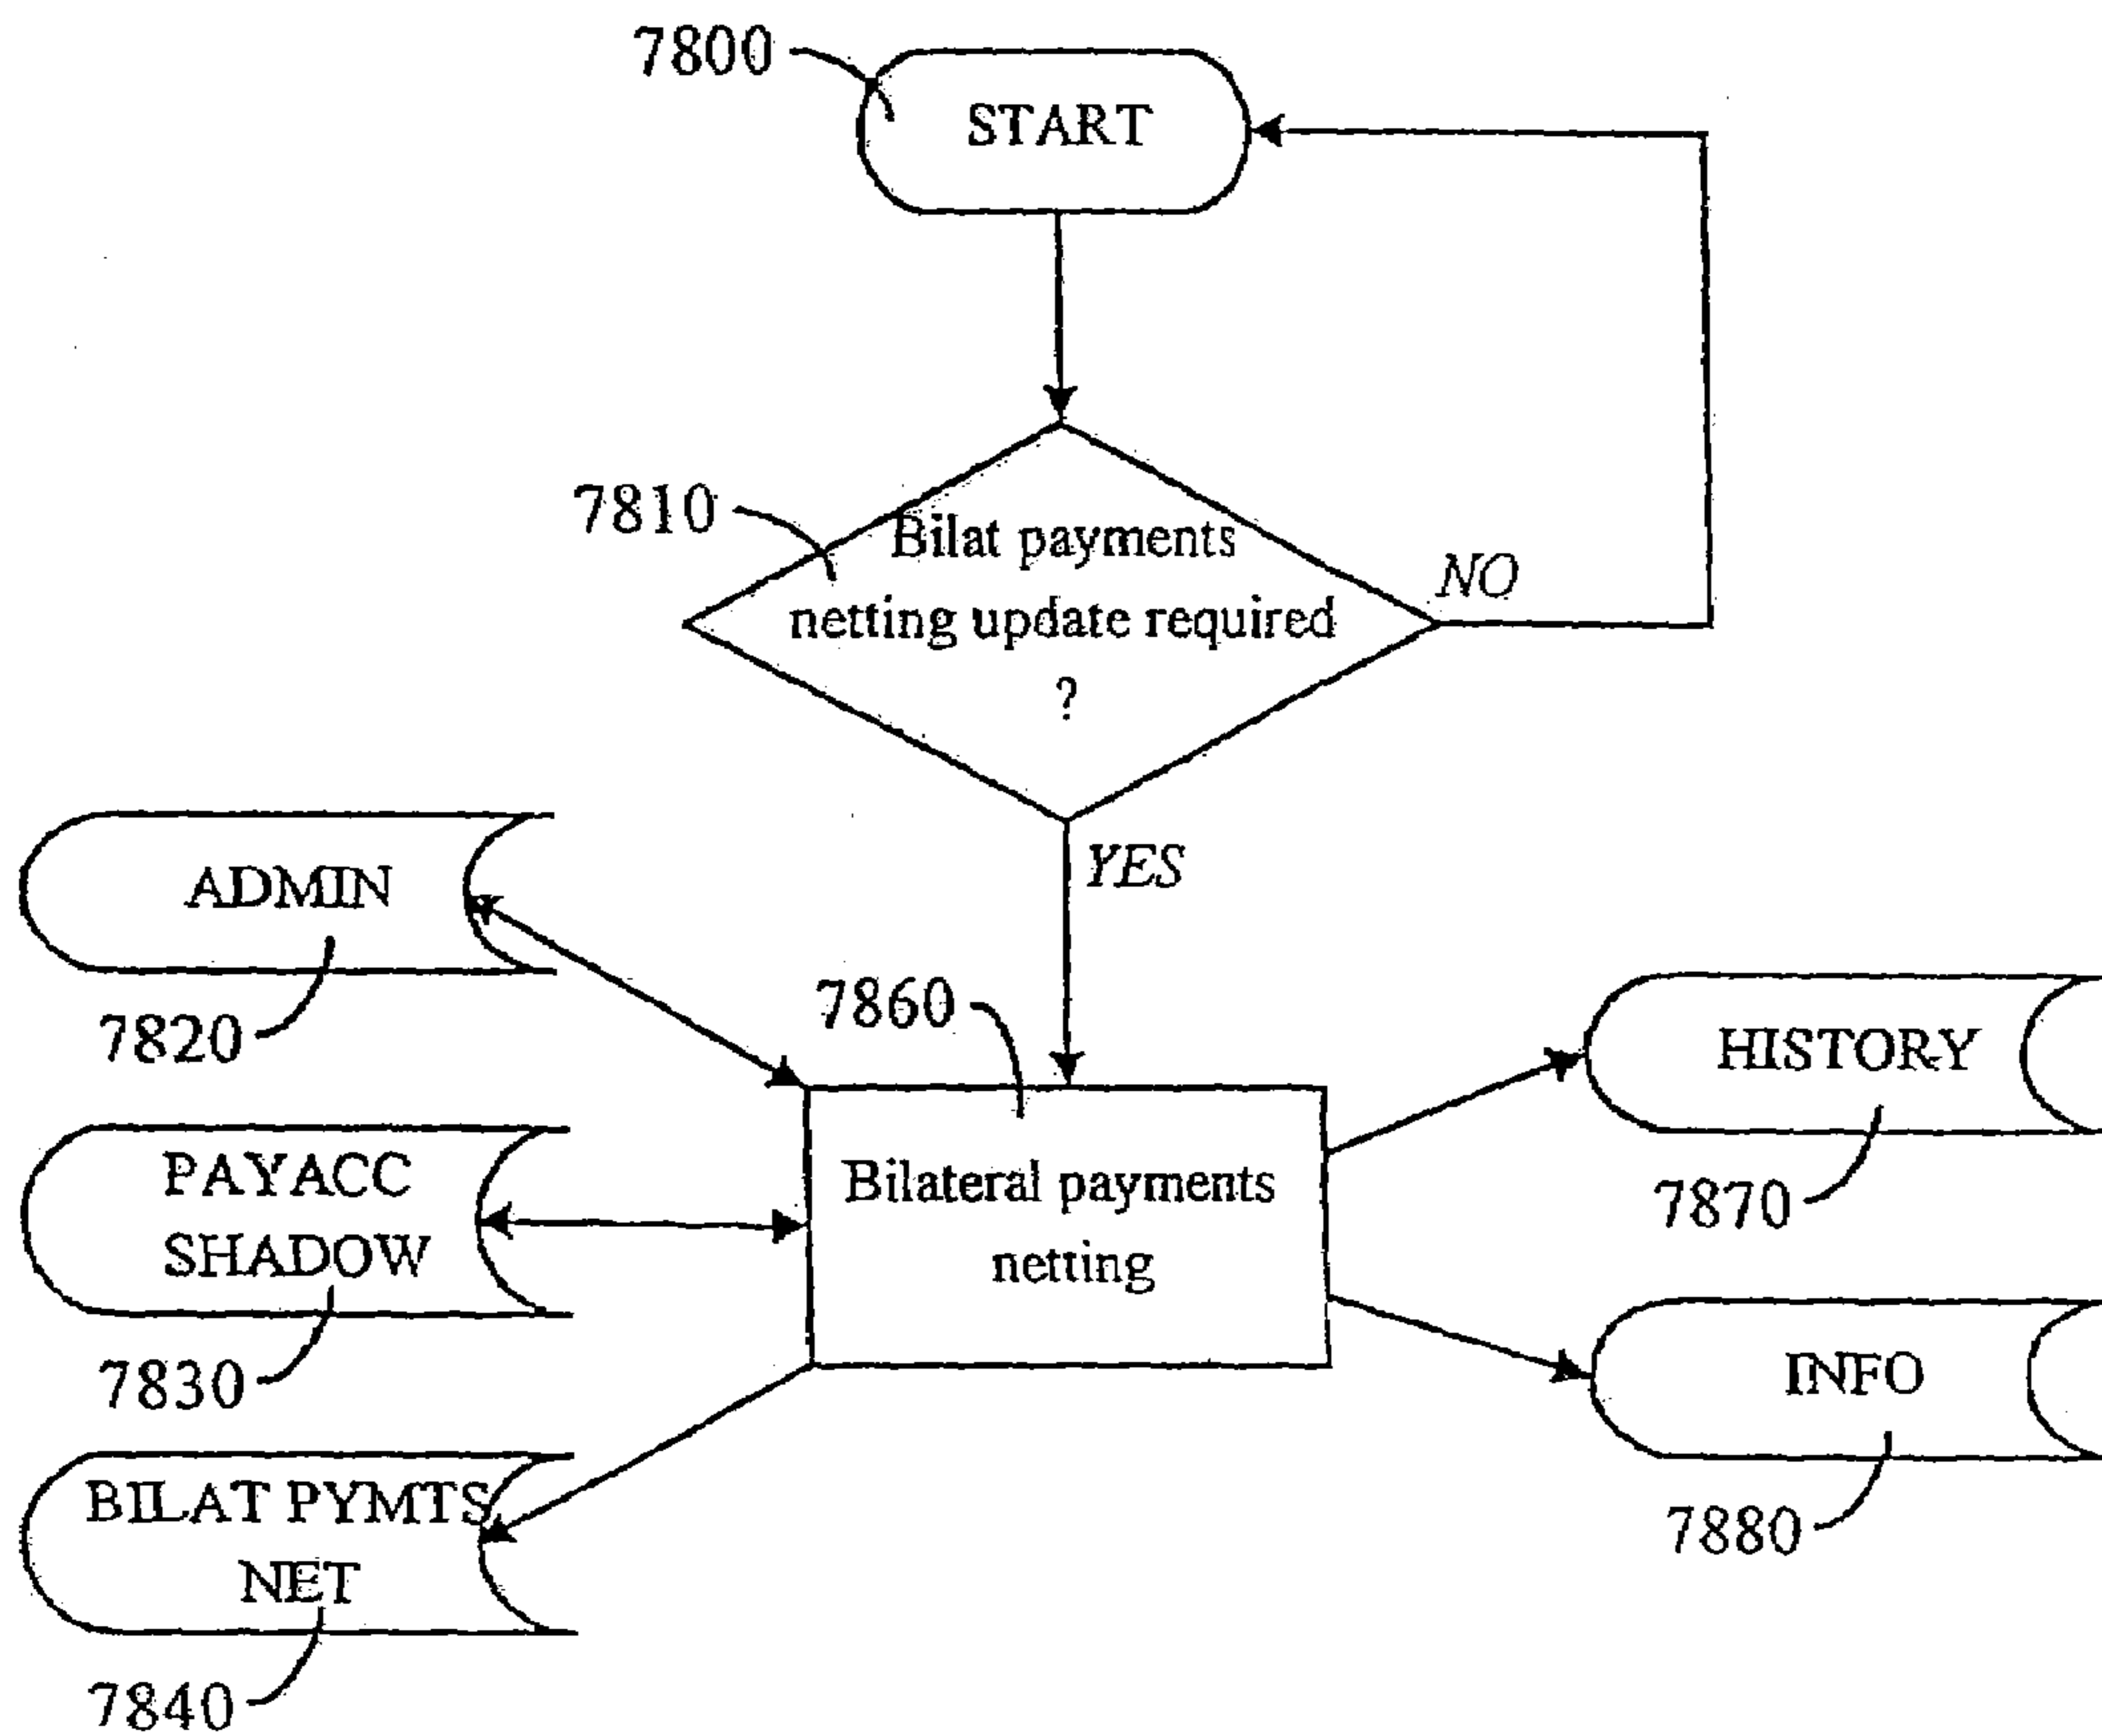 7800
START
7810
Bilat payments
netting update required
?
NO
YES
ADMIN
7820
7860
HISTORY
7870
PAYACC
SHADOW
7830
Bilateral payments
netting
INFO
7880
BILAT PYMTS
NET
7840